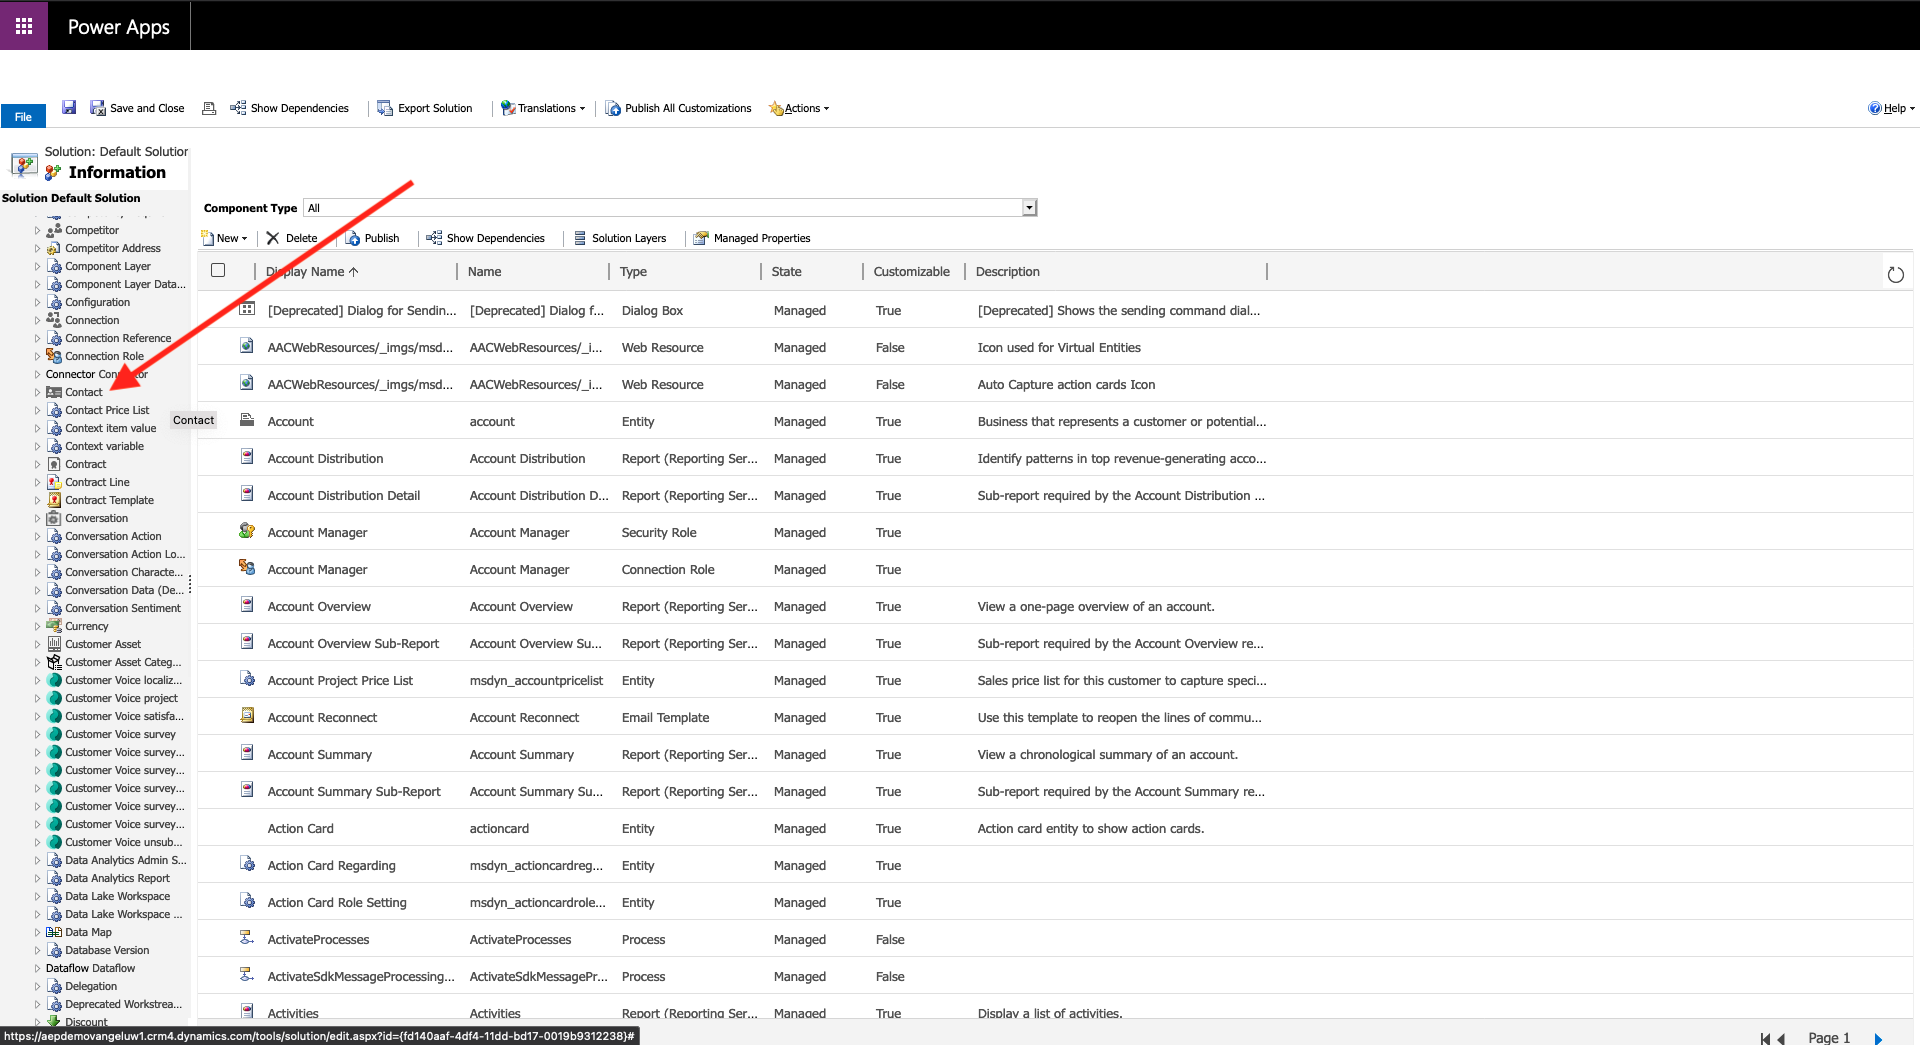 Power Apps
File
Save and Close
Show Dependencies
Export Solution
Translations
Publish All Customizations
Actions
Help
Solution: Default Solution
Information
Solution Default Solution
Competitor
Competitor Address
Component Layer
Component Layer Data...
Configuration
Connection
Connection Reference
Connection Role
Connector
Contact
Contact Price List
Context item value
Context variable
Contract
Contract Line
Contract Template
Conversation
Conversation Action
Conversation Action Lo...
Conversation Characte...
Conversation Data (De...
Conversation Sentiment
Currency
Customer Asset
Customer Asset Categ...
Customer Voice localiz...
Customer Voice project
Customer Voice satisfa...
Customer Voice survey
Customer Voice survey...
Customer Voice survey...
Customer Voice survey...
Customer Voice survey...
Customer Voice survey...
Customer Voice unsub...
Data Analytics Admin S...
Data Analytics Report
Data Lake Workspace
Data Lake Workspace ...
Data Map
Database Version
Dataflow Dataflow
Delegation
Deprecated Workstrea...
Discount
Contact
Component Type All
New Delete Publish Show Dependencies Solution Layers Managed Properties
Display Name Name Type State Customizable Description
[Deprecated] Dialog for Sendin... [Deprecated] Dialog f... Dialog Box Managed True [Deprecated] Shows the sending command dial...
AACWebResources/_imgs/msd... AACWebResources/_i... Web Resource Managed False Icon used for Virtual Entities
AACWebResources/_imgs/msd... AACWebResources/_i... Web Resource Managed False Auto Capture action cards Icon
Account account Entity Managed True Business that represents a customer or potential...
Account Distribution Account Distribution Report (Reporting Ser... Managed True Identify patterns in top revenue-generating acco...
Account Distribution Detail Account Distribution D... Report (Reporting Ser... Managed True Sub-report required by the Account Distribution ...
Account Manager Account Manager Security Role Managed True
Account Manager Account Manager Connection Role Managed True
Account Overview Account Overview Report (Reporting Ser... Managed True View a one-page overview of an account.
Account Overview Sub-Report Account Overview Su... Report (Reporting Ser... Managed True Sub-report required by the Account Overview re...
Account Project Price List msdyn_accountpricelist Entity Managed True Sales price list for this customer to capture speci...
Account Reconnect Account Reconnect Email Template Managed True Use this template to reopen the lines of commu...
Account Summary Account Summary Report (Reporting Ser... Managed True View a chronological summary of an account.
Account Summary Sub-Report Account Summary Su... Report (Reporting Ser... Managed True Sub-report required by the Account Summary re...
Action Card actioncard Entity Managed True Action card entity to show action cards.
Action Card Regarding msdyn_actioncardreg... Entity Managed True
Action Card Role Setting msdyn_actioncardrole... Entity Managed True
ActivateProcesses ActivateProcesses Process Managed False
ActivateSdkMessageProcessing... ActivateSdkMessagePr... Process Managed False
Activities Activities Report (Reporting Ser... Managed True Display a list of activities.
https://aepdemovangeluw1.crm4.dynamics.com/tools/solution/edit.aspx?id={fd140aaf-4df4-11dd-bd17-0019b9312238}#
Page 1